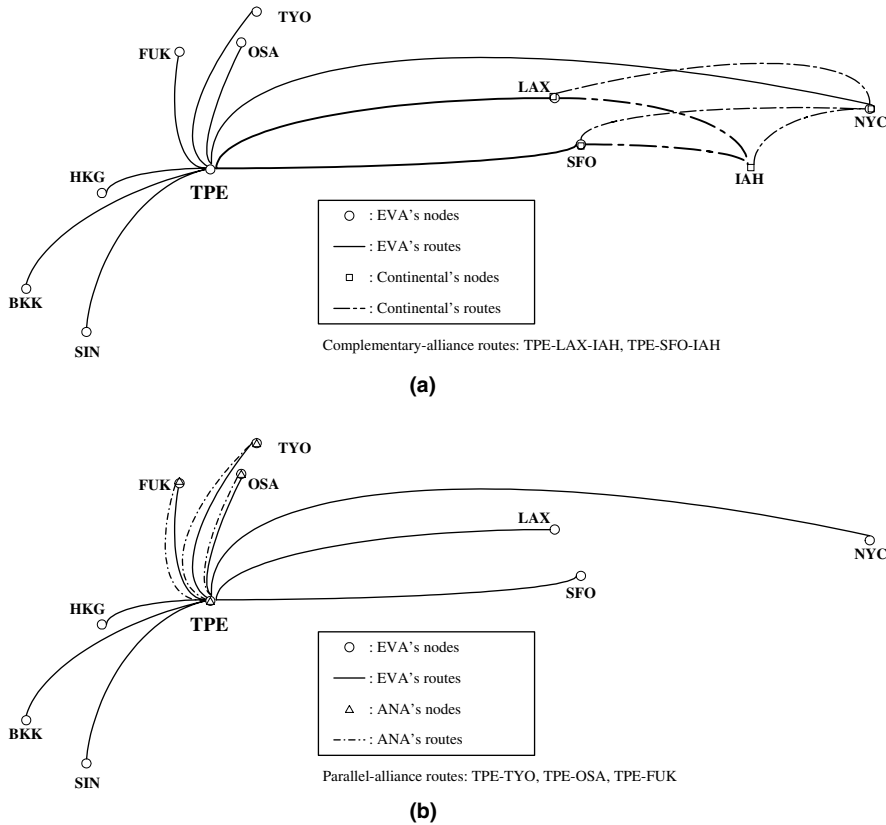 TYO
FUK
OSA
LAX
NYC
SFO
IAH
HKG
TPE
BKK
SIN
: EVA's nodes
: EVA's routes
: Continental's nodes
: Continental's routes
Complementary-alliance routes: TPE-LAX-IAH, TPE-SFO-IAH
(a)
TYO
FUK
OSA
LAX
NYC
SFO
HKG
TPE
BKK
SIN
: EVA's nodes
: EVA's routes
: ANA's nodes
: ANA's routes
Parallel-alliance routes: TPE-TYO, TPE-OSA, TPE-FUK
(b)